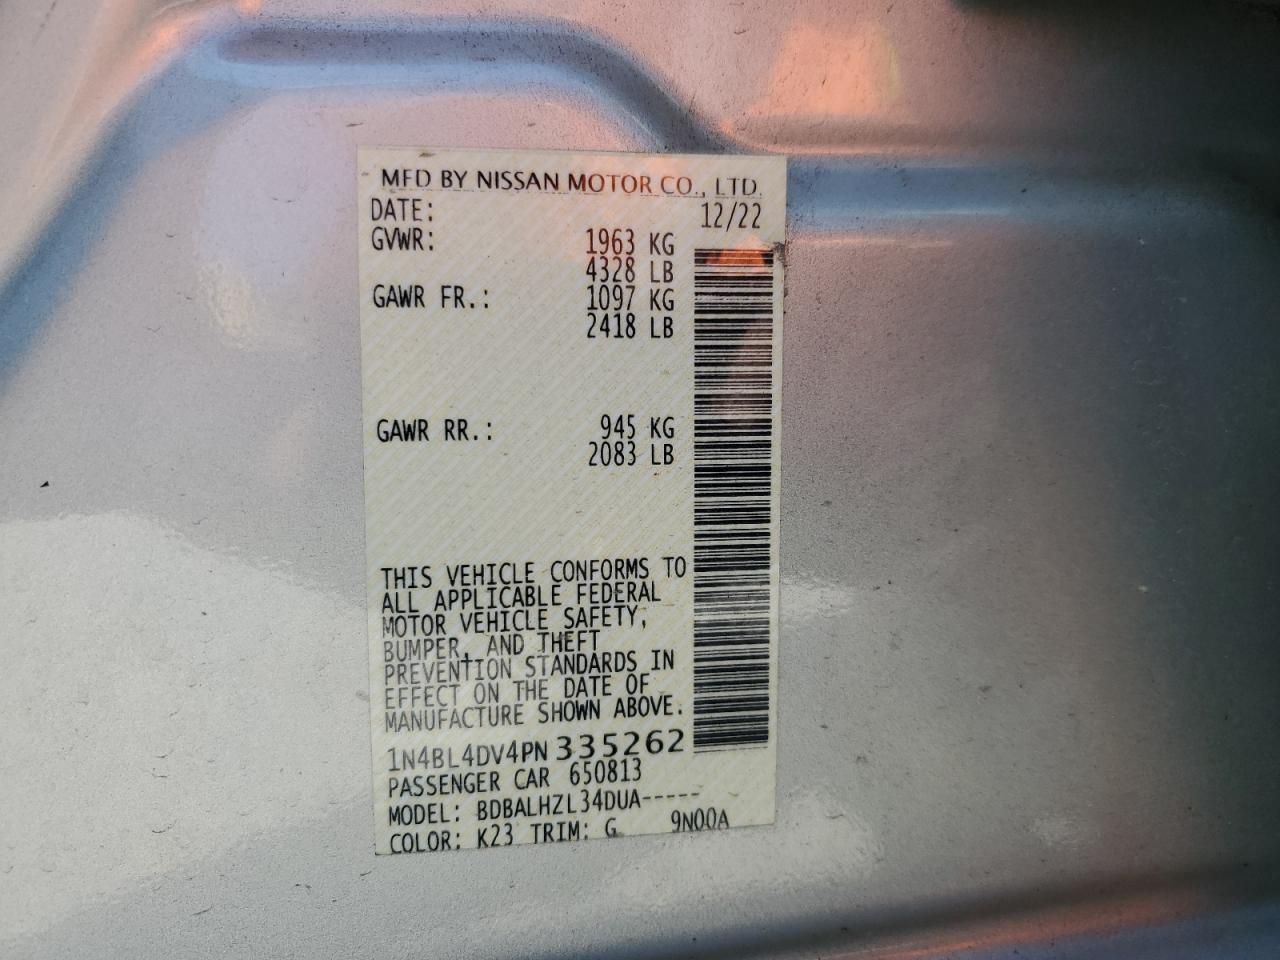 MFD BY NISSAN MOTOR CO., LTD.
DATE: 12/22
GVWR: 1963 KG
4328 LB
GAWR FR.: 1097 KG
2418 LB
GAWR RR.: 945 KG
2083 LB
THIS VEHICLE CONFORMS TO
ALL APPLICABLE FEDERAL
MOTOR VEHICLE SAFETY,
BUMPER, AND THEFT
PREVENTION STANDARDS IN
EFFECT ON THE DATE OF
MANUFACTURE SHOWN ABOVE.
1N4BL4DV4PN335262
PASSENGER CAR 650813
MODEL: BDBALHZL34DUA-----
COLOR: K23 TRIM: G 9N00A